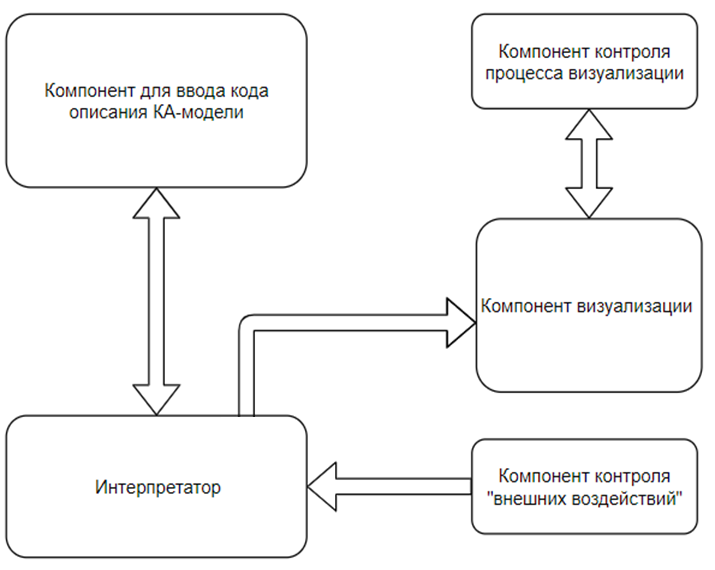 Компонент для ввода кода
описания КА-модели
Компонент контроля
процесса визуализации
Компонент визуализации
Интерпретатор
Компонент контроля
"внешних воздействий"